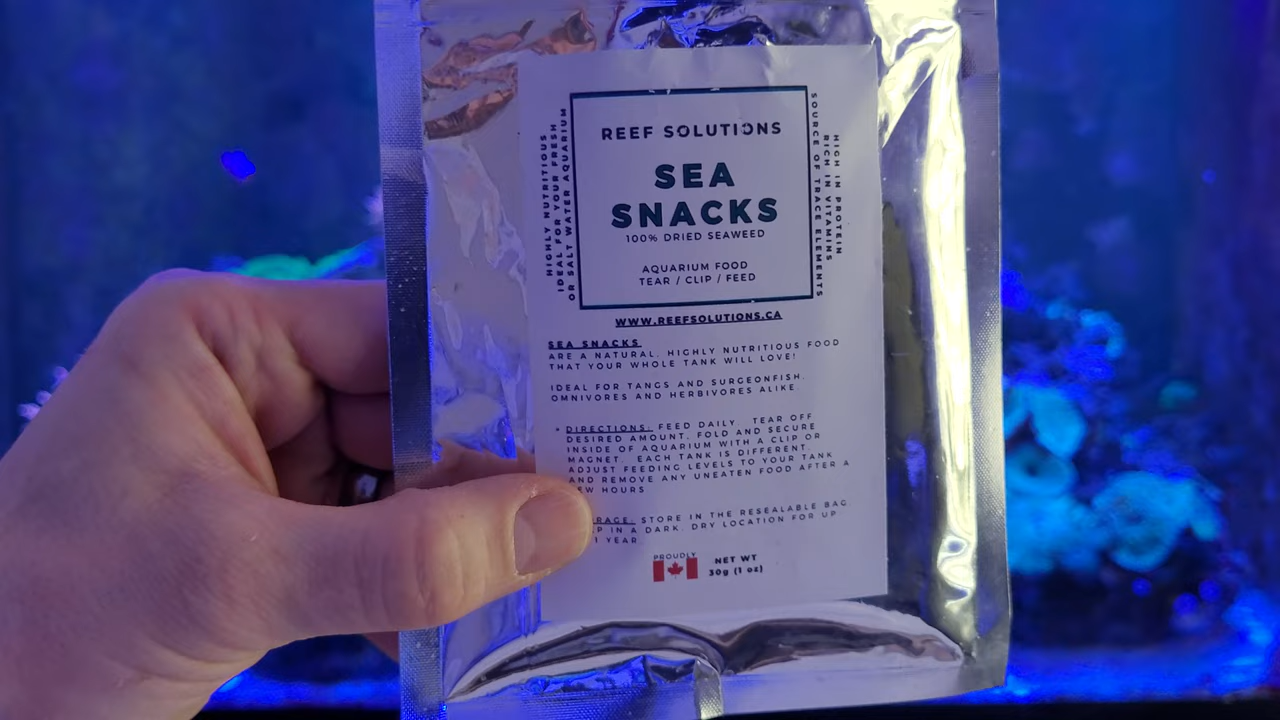 HIGHLY NUTRITIOUS
IDEAL FOR YOUR FRESH
OR SALT WATER AQUARIUM
REEF SOLUTIONS
SEA
SNACKS
100% DRIED SEAWEED
AQUARIUM FOOD
TEAR / CLIP / FEED
HIGH IN PROTEIN
RICH IN VITAMINS
SOURCE OF TRACE ELEMENTS
WWW.REEFSOLUTIONS.CA
SEA SNACKS
ARE A NATURAL, HIGHLY NUTRITIOUS FOOD
THAT YOUR WHOLE TANK WILL LOVE!
IDEAL FOR TANGS AND SURGEONFISH.
OMNIVORES AND HERBIVORES ALIKE.
* DIRECTIONS: FEED DAILY. TEAR OFF
DESIRED AMOUNT, FOLD AND SECURE
INSIDE OF AQUARIUM WITH A CLIP OR
MAGNET. EACH TANK IS DIFFERENT,
ADJUST FEEDING LEVELS TO YOUR TANK
AND REMOVE ANY UNEATEN FOOD AFTER A
HOURS
STORE IN THE RESEALABLE BAG
IN A DARK, DRY LOCATION FOR UP
1 YEAR
PROUDLY
NET WT
30g (1 oz)